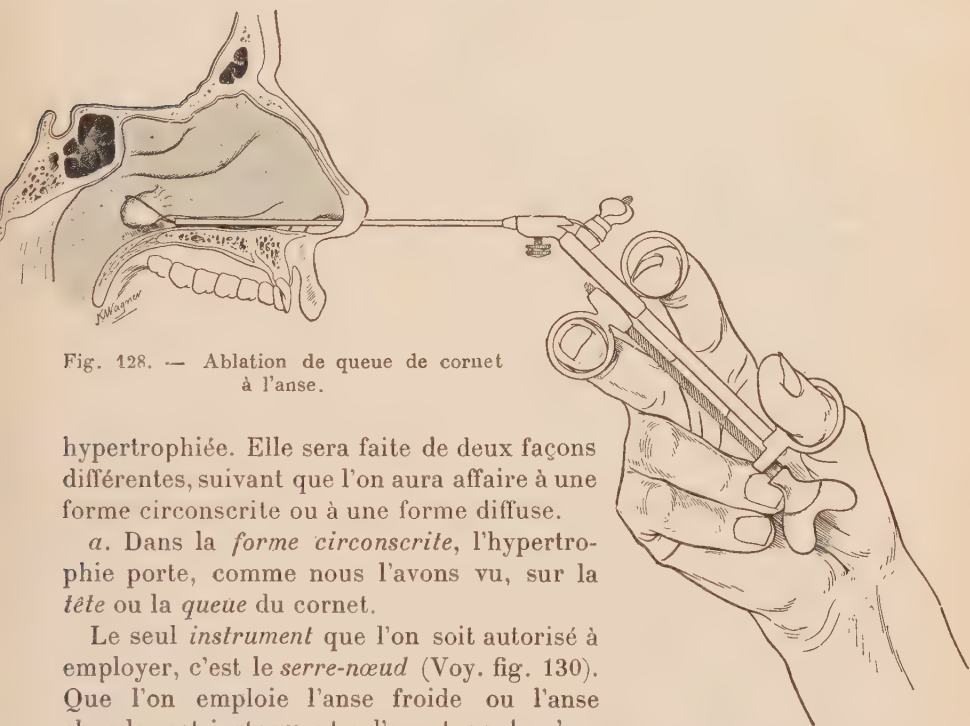 K.Wagner
Fig. 128. — Ablation de queue de cornet
à l'anse.
hypertrophiée. Elle sera faite de deux façons
différentes, suivant que l'on aura affaire à une
forme circonscrite ou à une forme diffuse.
a. Dans la forme circonscrite, l'hypertro-
phie porte, comme nous l'avons vu, sur la
tête ou la queue du cornet.
Le seul instrument que l'on soit autorisé à
employer, c'est le serre-nœud (Voy. fig. 130).
Que l'on emploie l'anse froide ou l'anse